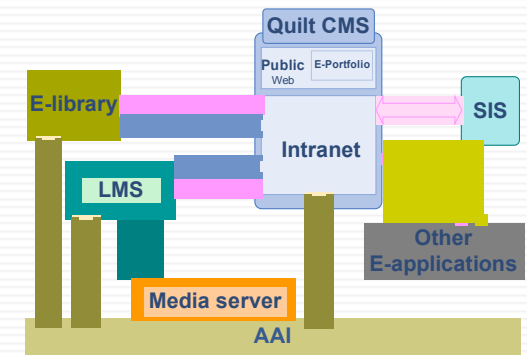 Quilt CMS
Public
Web
E-Portfolio
E-library
SIS
Intranet
LMS
Other
E-applications
Media server
AAI